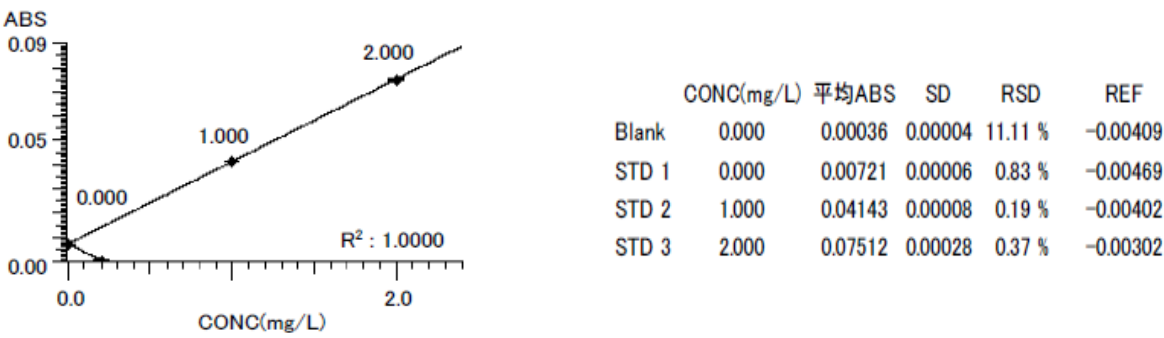 ABS
0.09
2.000
0.05
1.000
0.000
R² : 1.0000
0.00
0.0
2.0
CONC(mg/L)
CONC(mg/L) 平均ABS SD RSD REF
Blank 0.000 0.00036 0.00004 11.11 % -0.00409
STD 1 0.000 0.00721 0.00006 0.83 % -0.00469
STD 2 1.000 0.04143 0.00008 0.19 % -0.00402
STD 3 2.000 0.07512 0.00028 0.37 % -0.00302